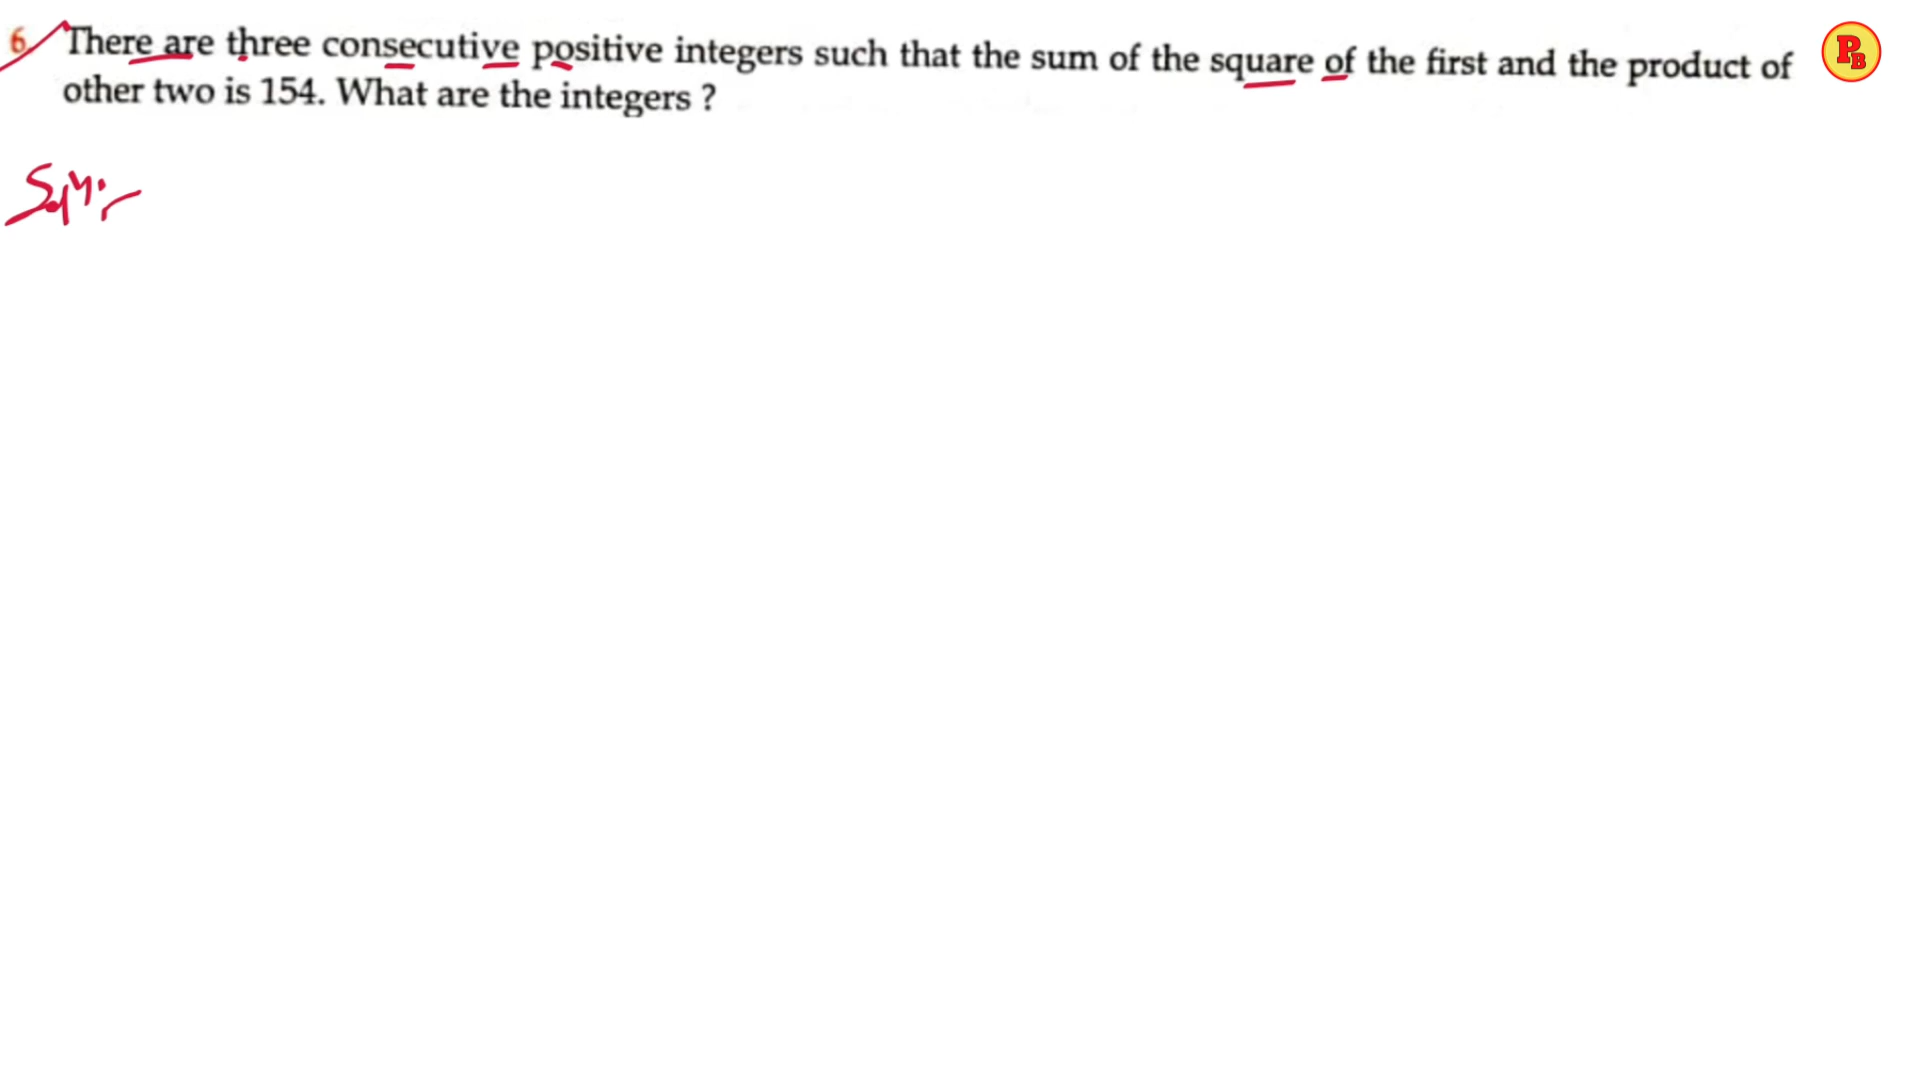 6. There are three consecutive positive integers such that the sum of the square of the first and the product of
other two is 154. What are the integers ?
PB
Sol^n:-